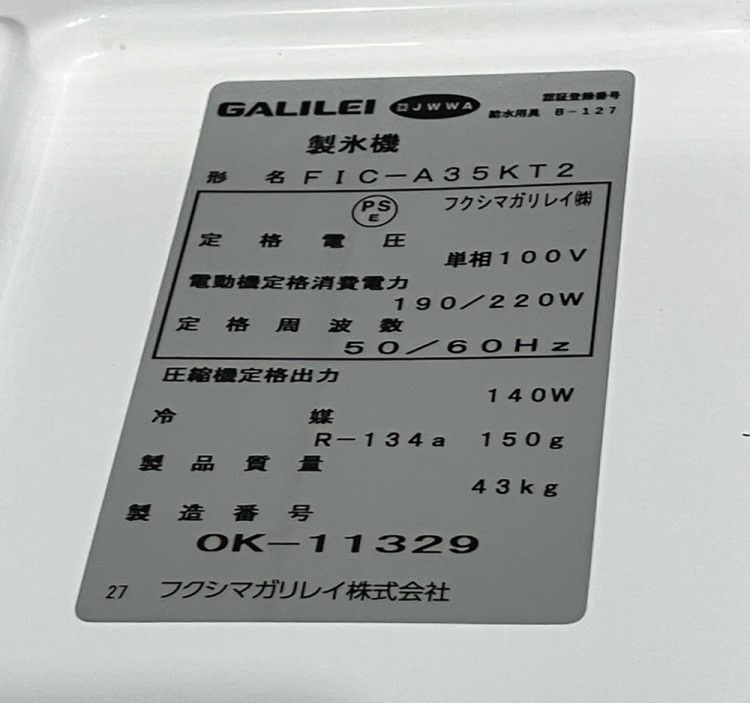 GALILEI JWWA 認証登録番号
給水用具 B-127
製氷機
形名 FIC-A35KT2
PSE フクシマガリレイ㈱
定格電圧
単相100V
電動機定格消費電力
190/220W
定格周波数
50/60Hz
圧縮機定格出力
140W
冷媒
R-134a 150g
製品質量
43kg
製造番号
OK-11329
27 フクシマガリレイ株式会社